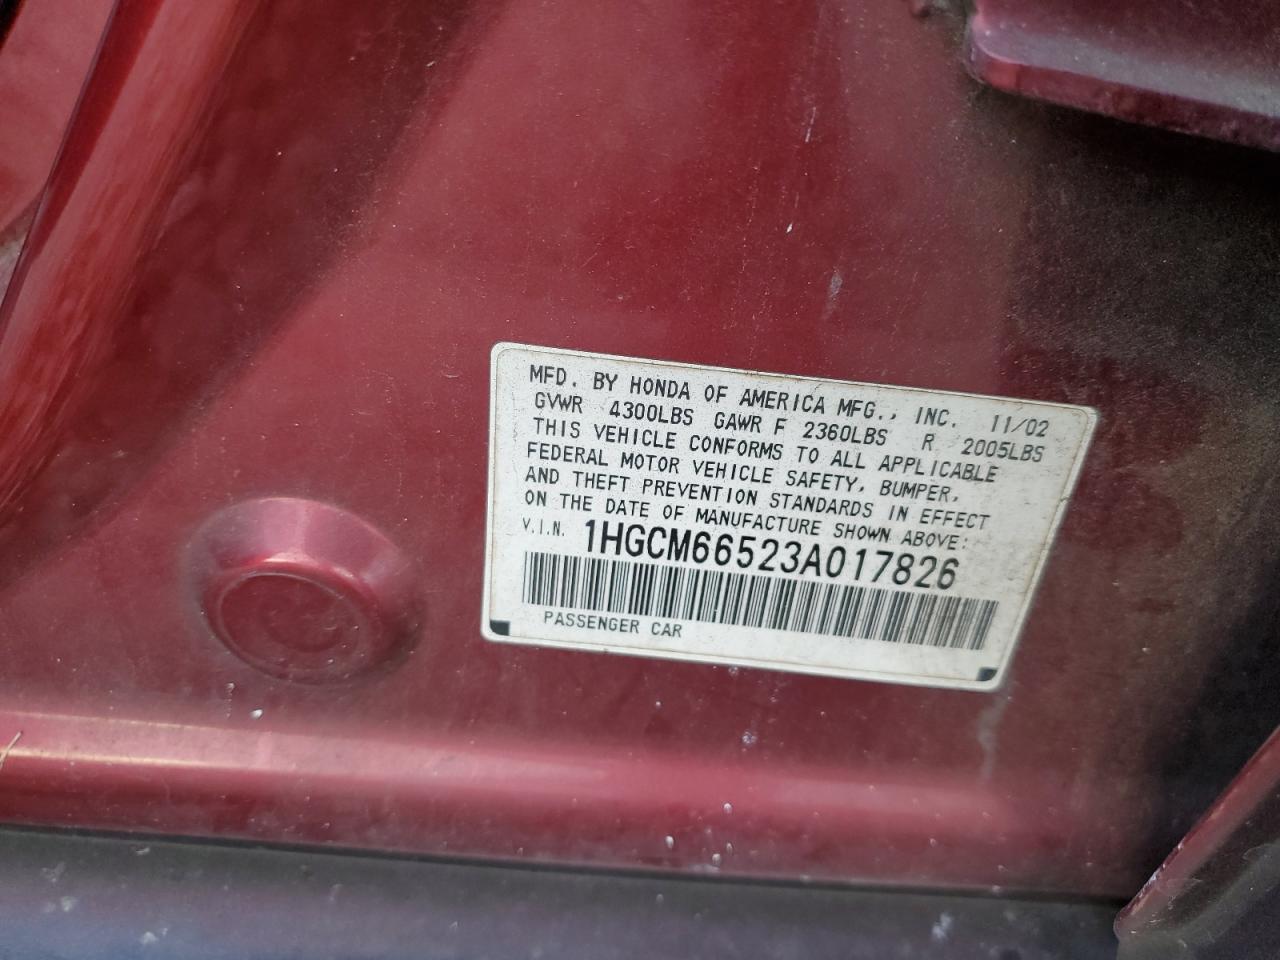 MFD. BY HONDA OF AMERICA MFG., INC. 11/02
GVWR 4300LBS GAWR F 2360LBS R 2005LBS
THIS VEHICLE CONFORMS TO ALL APPLICABLE
FEDERAL MOTOR VEHICLE SAFETY, BUMPER,
AND THEFT PREVENTION STANDARDS IN EFFECT
ON THE DATE OF MANUFACTURE SHOWN ABOVE:
V.I.N. 1HGCM66523A017826
PASSENGER CAR